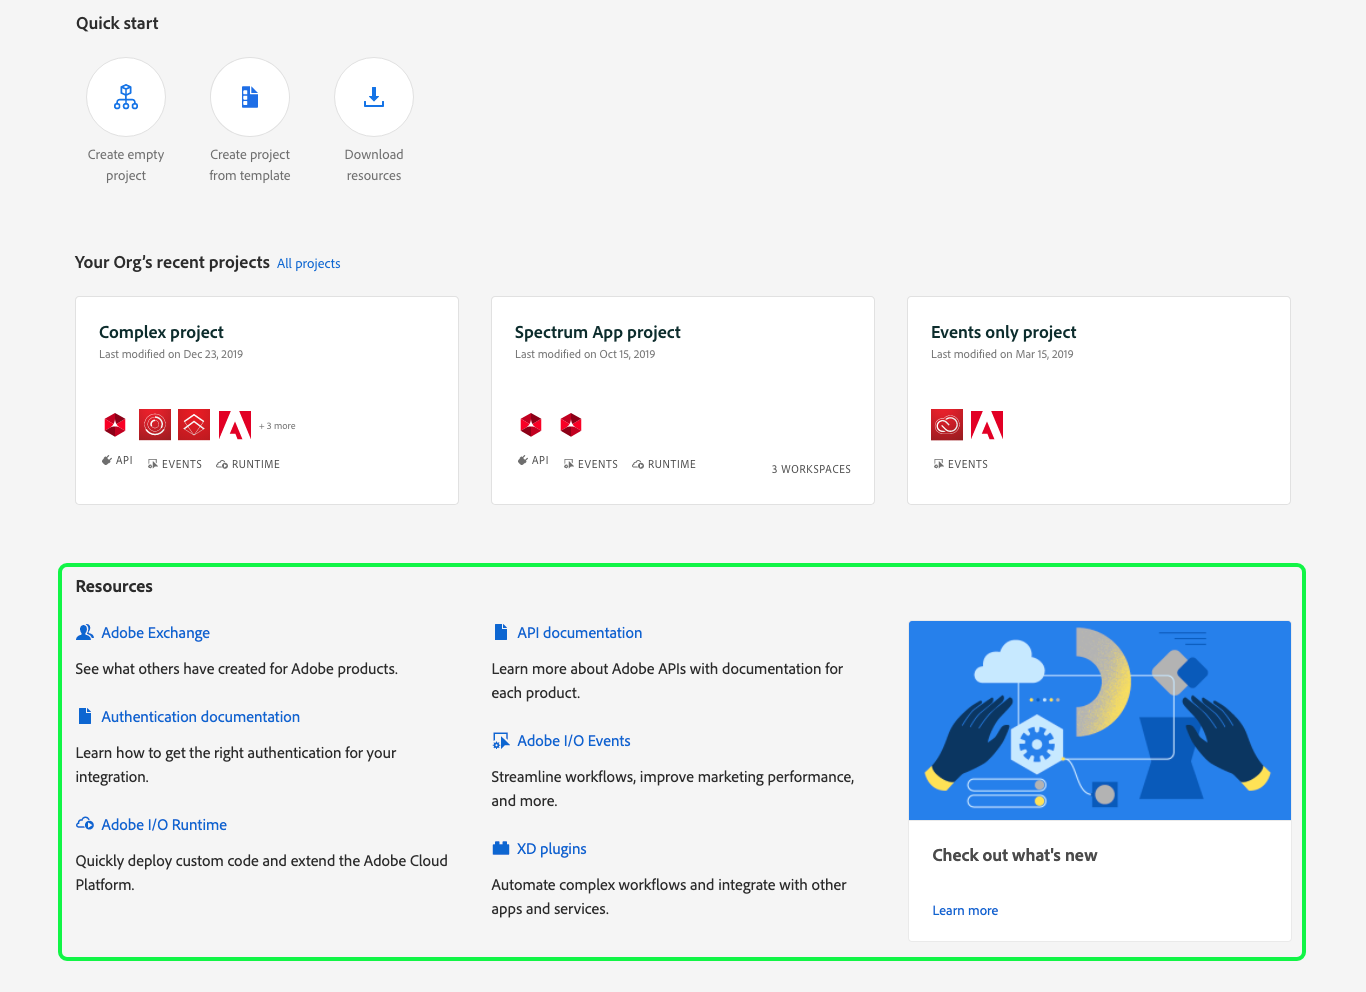 Quick start
Create empty
project
Create project
from template
Download
resources
Your Org's recent projects All projects
Complex project
Last modified on Dec 23, 2019
+ 3 more
API EVENTS RUNTIME
Spectrum App project
Last modified on Oct 15, 2019
API EVENTS RUNTIME
3 WORKSPACES
Events only project
Last modified on Mar 15, 2019
EVENTS
Resources
Adobe Exchange
See what others have created for Adobe products.
Authentication documentation
Learn how to get the right authentication for your
integration.
Adobe I/O Runtime
Quickly deploy custom code and extend the Adobe Cloud
Platform.
API documentation
Learn more about Adobe APIs with documentation for
each product.
Adobe I/O Events
Streamline workflows, improve marketing performance,
and more.
XD plugins
Automate complex workflows and integrate with other
apps and services.
Check out what's new
Learn more